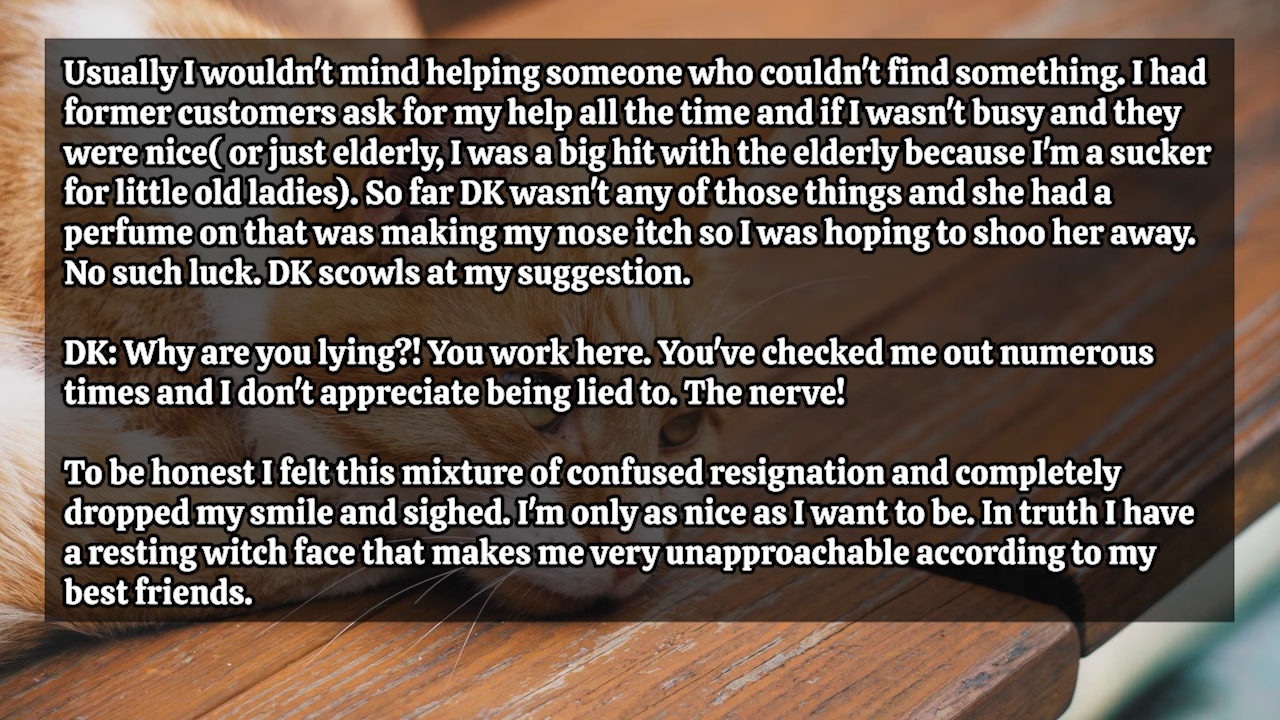 Usually I wouldn't mind helping someone who couldn't find something. I had
former customers ask for my help all the time and if I wasn't busy and they
were nice( or just elderly, I was a big hit with the elderly because I'm a sucker
for little old ladies). So far DK wasn't any of those things and she had a
perfume on that was making my nose itch so I was hoping to shoo her away.
No such luck. DK scowls at my suggestion.
DK: Why are you lying?! You work here. You've checked me out numerous
times and I don't appreciate being lied to. The nerve!
To be honest I felt this mixture of confused resignation and completely
dropped my smile and sighed. I'm only as nice as I want to be. In truth I have
a resting witch face that makes me very unapproachable according to my
best friends.